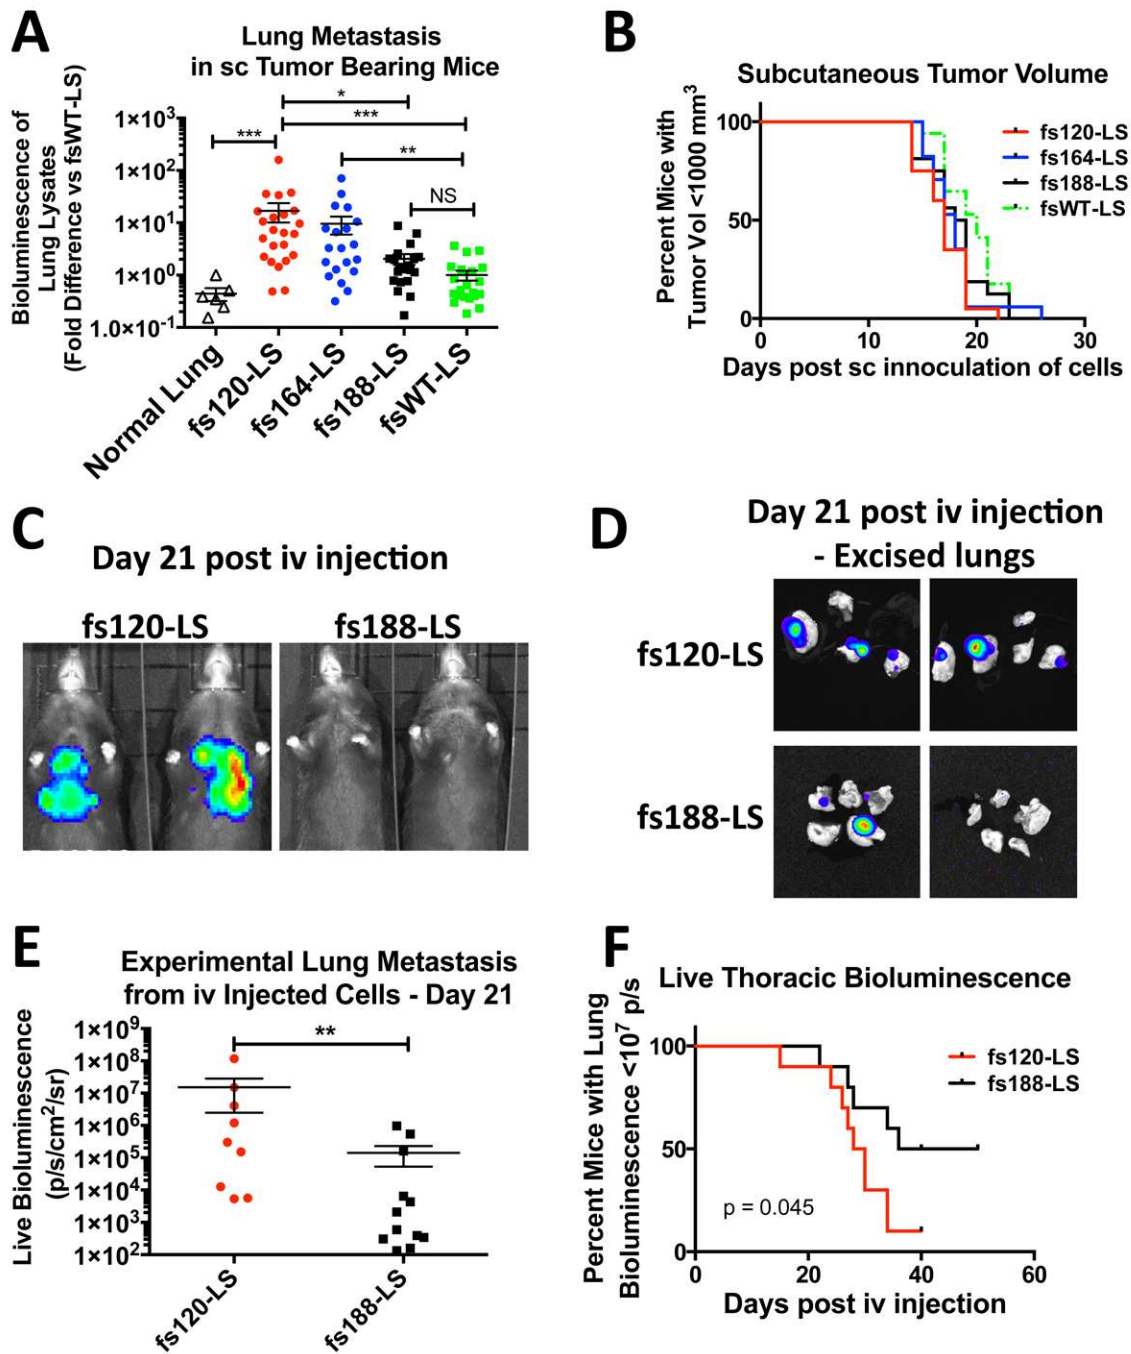 A
Lung Metastasis
in sc Tumor Bearing Mice
Bioluminescence of
Lung Lysates
(Fold Difference vs fsWT-LS)
1×10³
1×10²
1×10¹
1×10⁰
1.0×10⁻¹
***
*
***
**
NS
Normal Lung
fs120-LS
fs164-LS
fs188-LS
fsWT-LS
B
Subcutaneous Tumor Volume
Percent Mice with
Tumor Vol <1000 mm³
100
50
0
0
10
20
30
Days post sc innoculation of cells
fs120-LS
fs164-LS
fs188-LS
fsWT-LS
C
Day 21 post iv injection
fs120-LS
fs188-LS
D
Day 21 post iv injection
- Excised lungs
fs120-LS
fs188-LS
E
Experimental Lung Metastasis
from iv Injected Cells - Day 21
Live Bioluminescence
(p/s/cm²/sr)
1×10⁹
1×10⁸
1×10⁷
1×10⁶
1×10⁵
1×10⁴
1×10³
1×10²
**
fs120-LS
fs188-LS
F
Live Thoracic Bioluminescence
Percent Mice with Lung
Bioluminescence <10⁷ p/s
100
50
0
0
20
40
60
p = 0.045
Days post iv injection
fs120-LS
fs188-LS